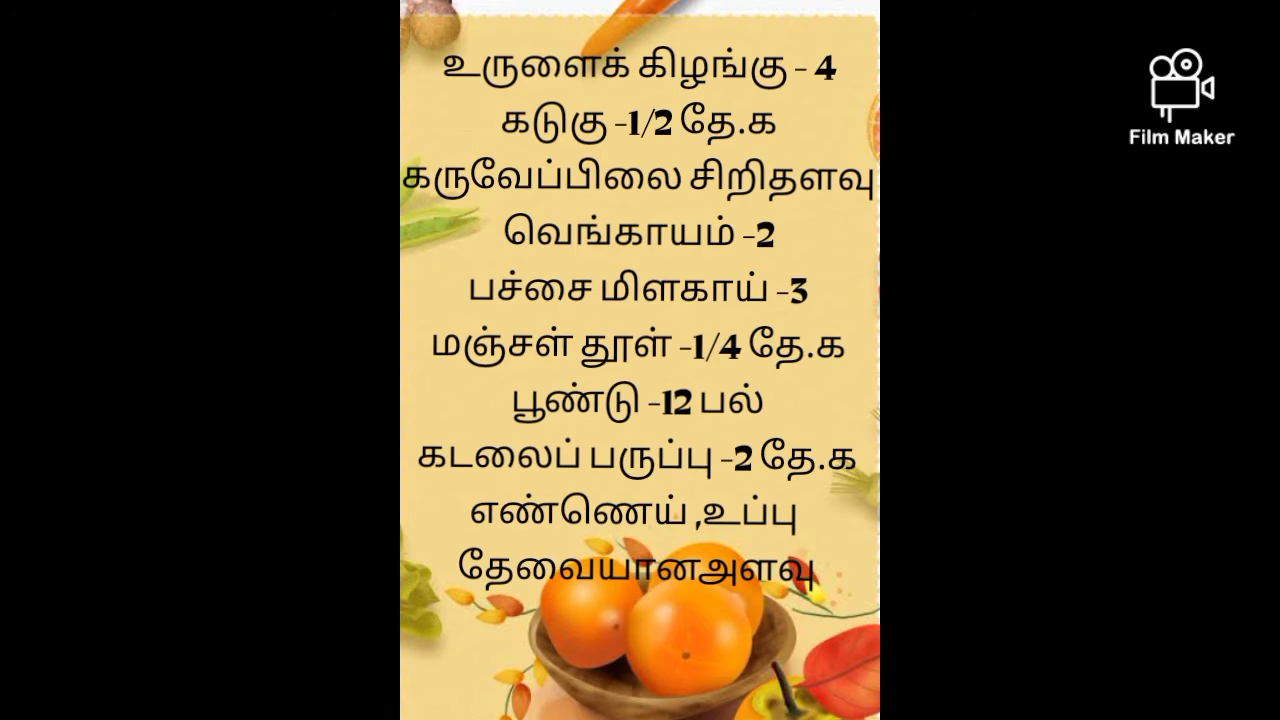 உருளைக் கிழங்கு - 4
கடுகு -1/2 தே.க
கருவேப்பிலை சிறிதளவு
வெங்காயம் -2
பச்சை மிளகாய் -3
மஞ்சள் தூள் -1/4 தே.க
பூண்டு -12 பல்
கடலைப் பருப்பு -2 தே.க
எண்ணெய் ,உப்பு
தேவையானஅளவு
Film Maker